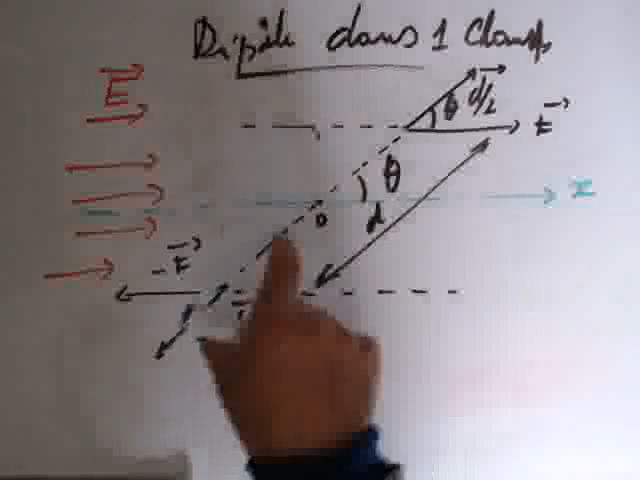 Dipôle dans 1 Champ
E
θ d/2
F
θ
x
o
d
-F